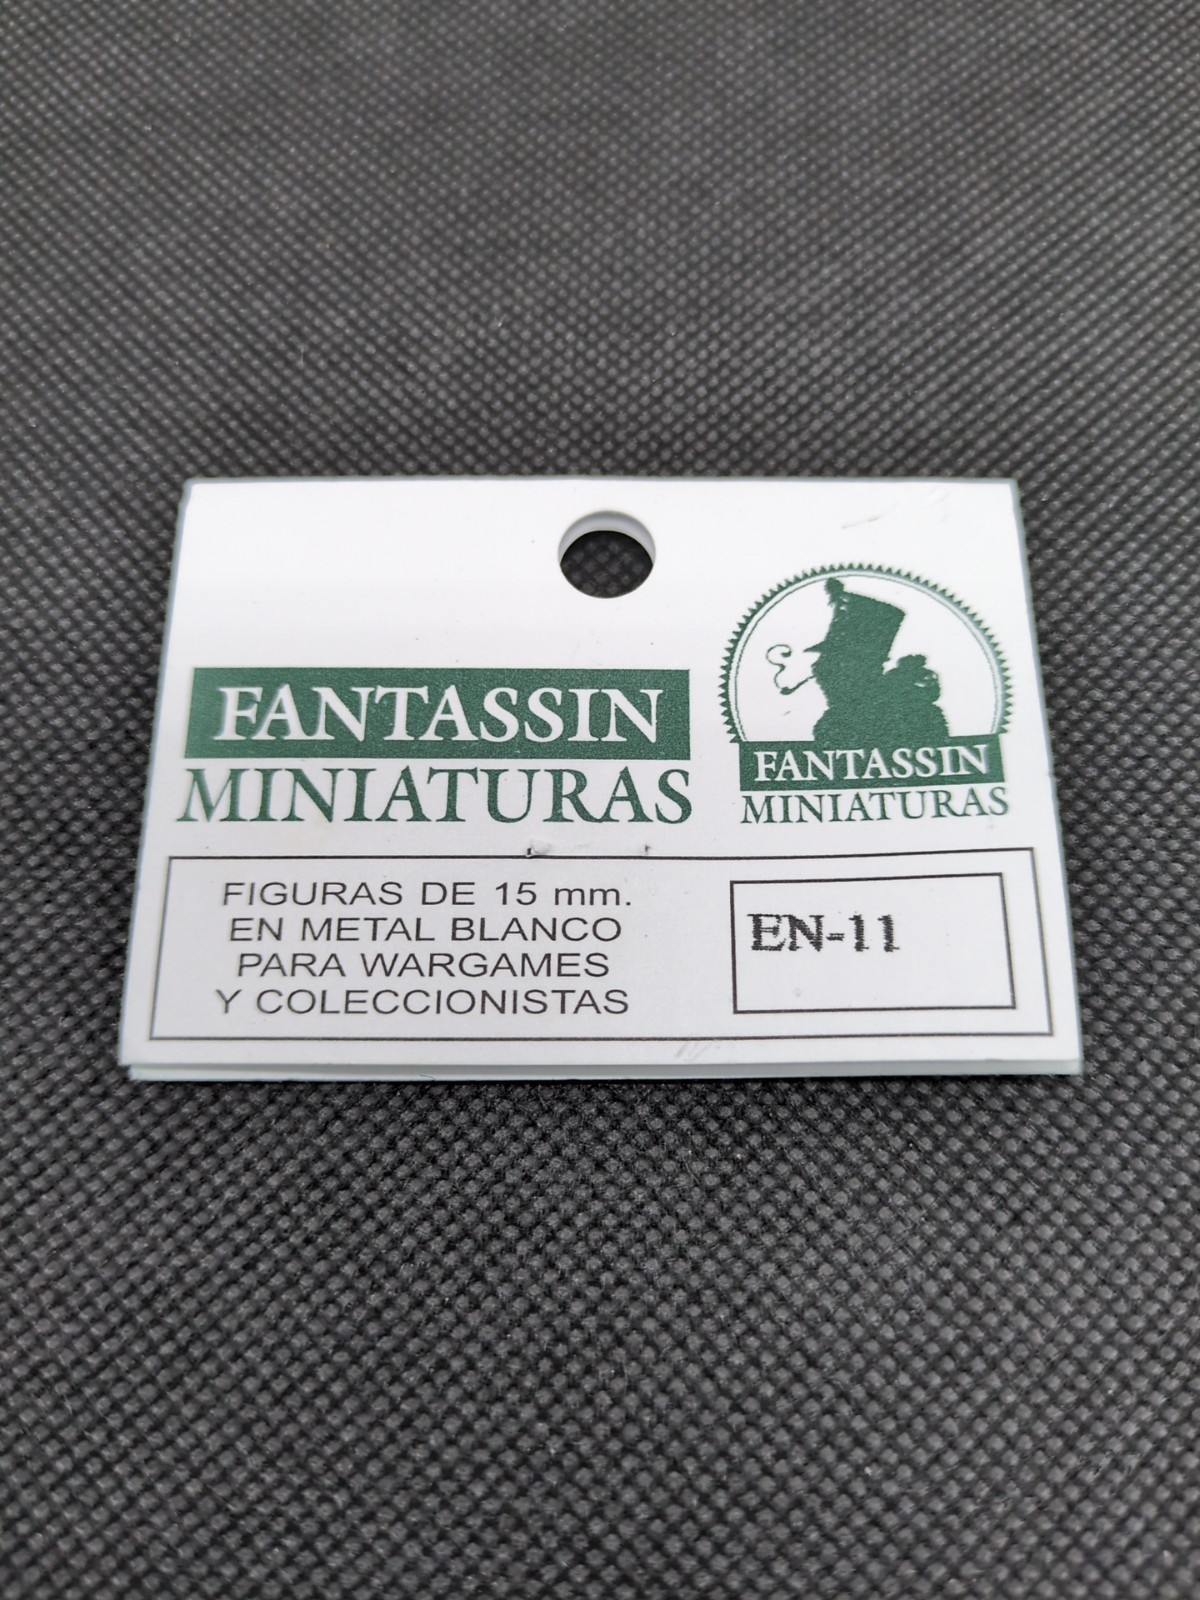 FANTASSIN
MINIATURAS
FANTASSIN
MINIATURAS
FIGURAS DE 15 mm.
EN METAL BLANCO
PARA WARGAMES
Y COLECCIONISTAS
EN-11